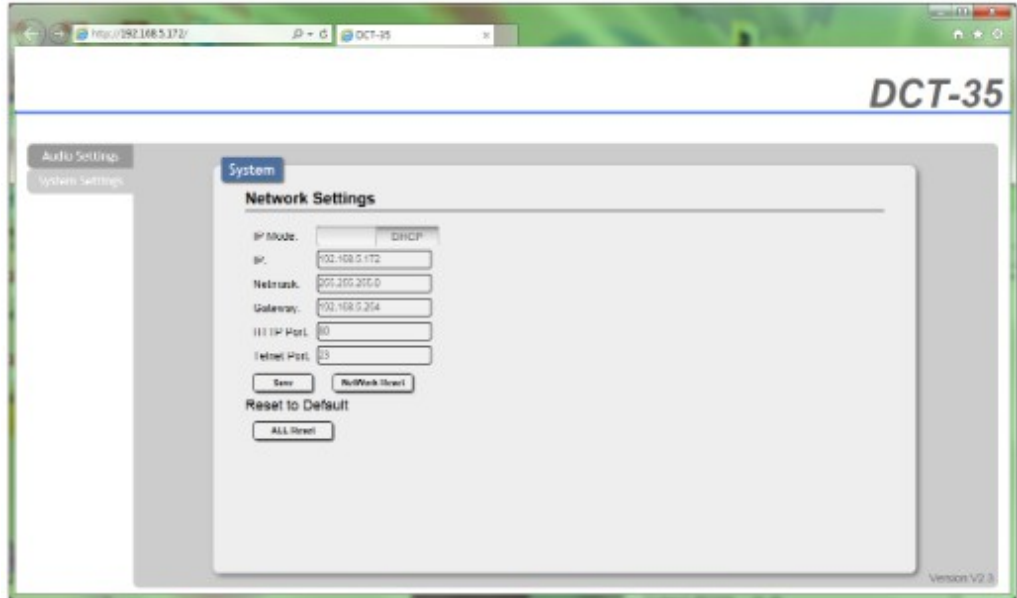 http://192.168.5.172/
DCT-35
DCT-35
Audio Settings
System Settings
System
Network Settings
IP Mode.
DHCP
IP.
192.168.5.172
Netmask.
255.255.255.0
Gateway.
192.168.5.254
HTTP Port.
80
Telnet Port.
23
Save
NetWork Reset
Reset to Default
ALL Reset
Version:V2.3